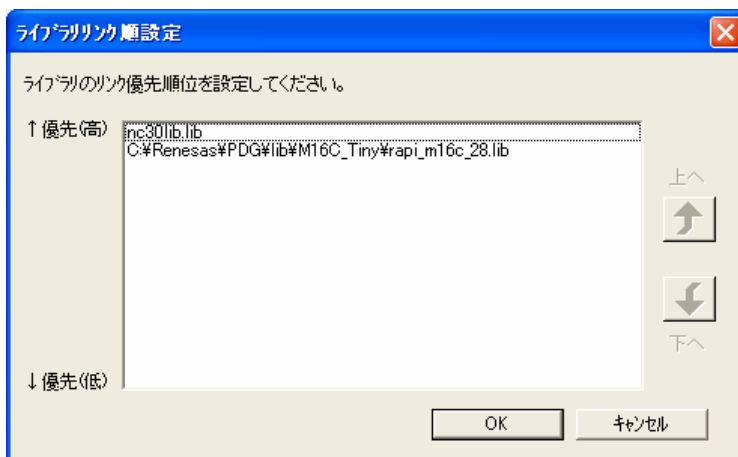 ﾗｲﾌﾞﾗﾘﾘﾝｸ順設定
ﾗｲﾌﾞﾗﾘのﾘﾝｸ優先順位を設定してください。
↑優先(高)
nc30lib.lib
C:¥Renesas¥PDG¥lib¥M16C_Tiny¥rapi_m16c_28.lib
上へ
下へ
↓優先(低)
OK
ｷｬﾝｾﾙ